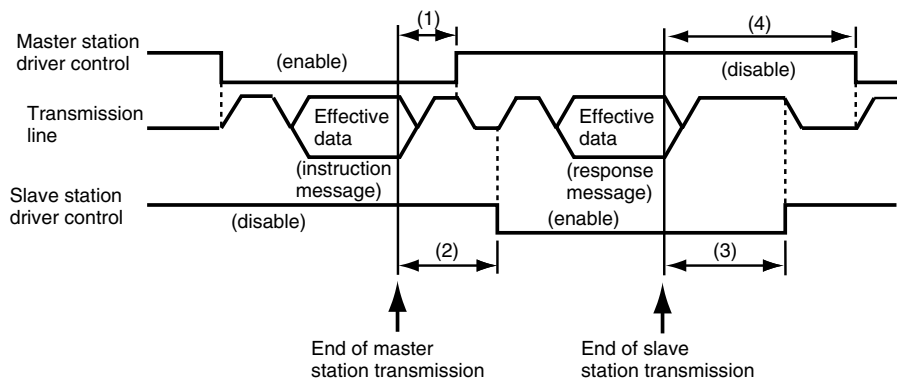 (1)
(4)
Master station
driver control
(enable)
(disable)
Transmission
line
Effective
data
Effective
data
(instruction
message)
(response
message)
Slave station
driver control
(disable)
(enable)
(2)
(3)
End of master
station transmission
End of slave
station transmission